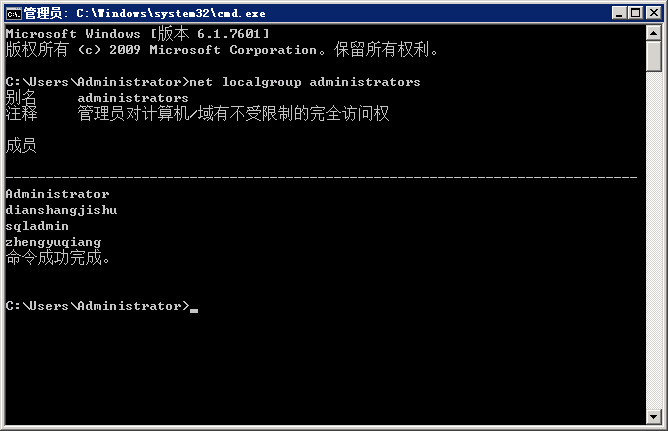 管理员: C:\Windows\system32\cmd.exe
Microsoft Windows [版本 6.1.7601]
版权所有 (c) 2009 Microsoft Corporation。保留所有权利。
C:\Users\Administrator>net localgroup administrators
别名     administrators
注释     管理员对计算机/域有不受限制的完全访问权
成员
-------------------------------------------------------------------------------
Administrator
dianshangjishu
sqladmin
zhengyuqiang
命令成功完成。
C:\Users\Administrator>_